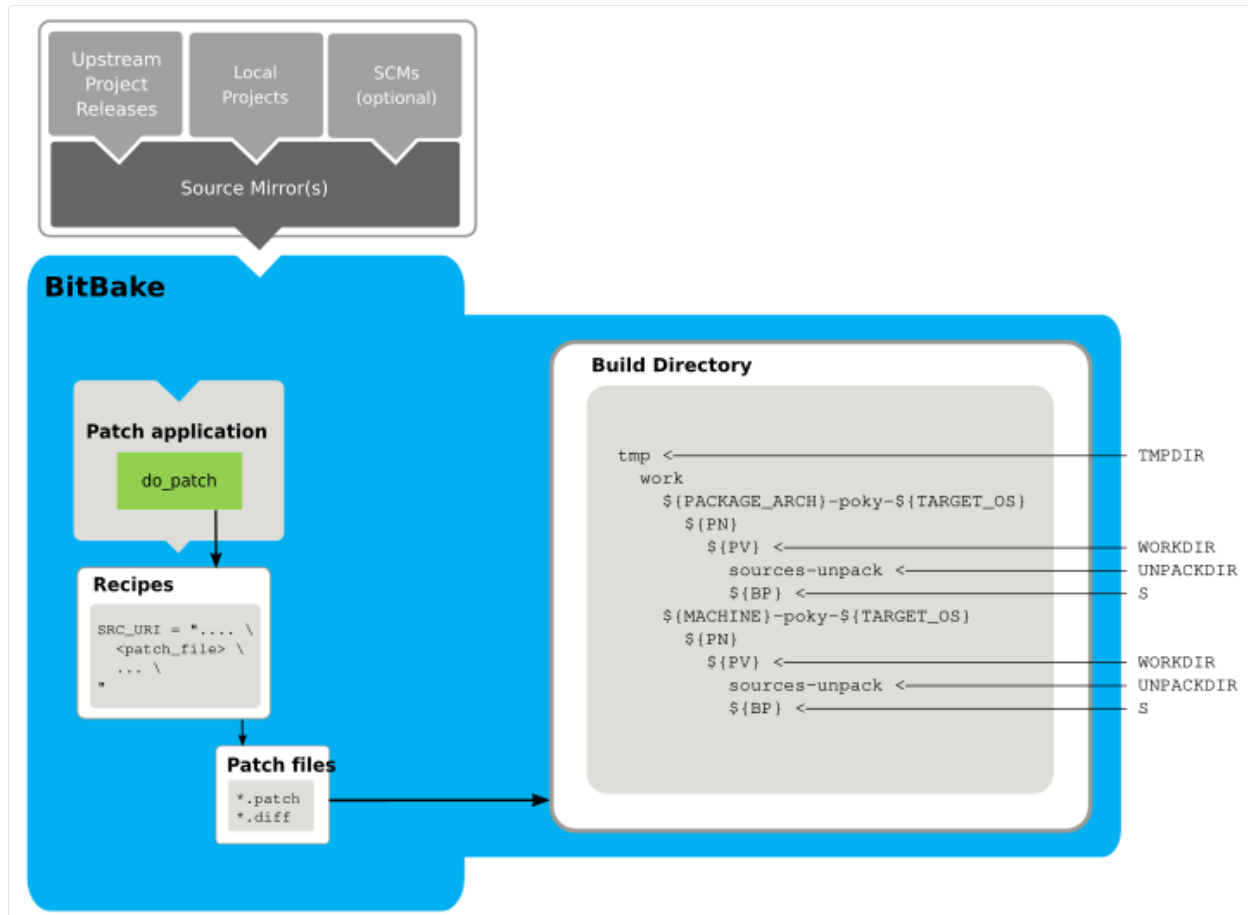 Upstream
Project
Releases
Local
Projects
SCMs
(optional)
Source Mirror(s)
BitBake
Patch application
do_patch
Recipes
SRC_URI = ".... \
<patch_file> \
... \
"
Patch files
*.patch
*.diff
Build Directory
tmp < TMPDIR
work
${PACKAGE_ARCH}-poky-${TARGET_OS}
${PN}
${PV} < WORKDIR
sources-unpack < UNPACKDIR
${BP} < S
${MACHINE}-poky-${TARGET_OS}
${PN}
${PV} < WORKDIR
sources-unpack < UNPACKDIR
${BP} < S